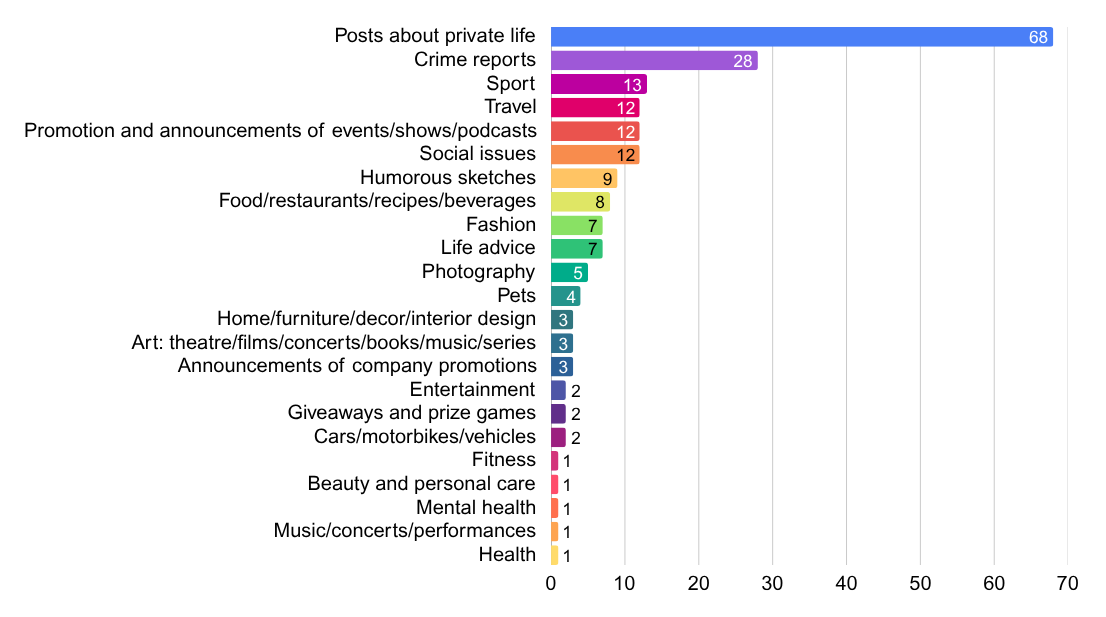 Posts about private life 68
Crime reports 28
Sport 13
Travel 12
Promotion and announcements of events/shows/podcasts 12
Social issues 12
Humorous sketches 9
Food/restaurants/recipes/beverages 8
Fashion 7
Life advice 7
Photography 5
Pets 4
Home/furniture/decor/interior design 3
Art: theatre/films/concerts/books/music/series 3
Announcements of company promotions 3
Entertainment 2
Giveaways and prize games 2
Cars/motorbikes/vehicles 2
Fitness 1
Beauty and personal care 1
Mental health 1
Music/concerts/performances 1
Health 1
0 10 20 30 40 50 60 70